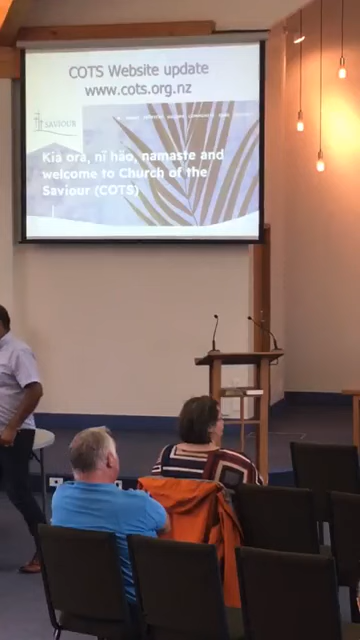 COTS Website update
www.cots.org.nz
SAVIOUR
Kia ora, nǐ hǎo, namaste and
welcome to Church of the
Saviour (COTS)